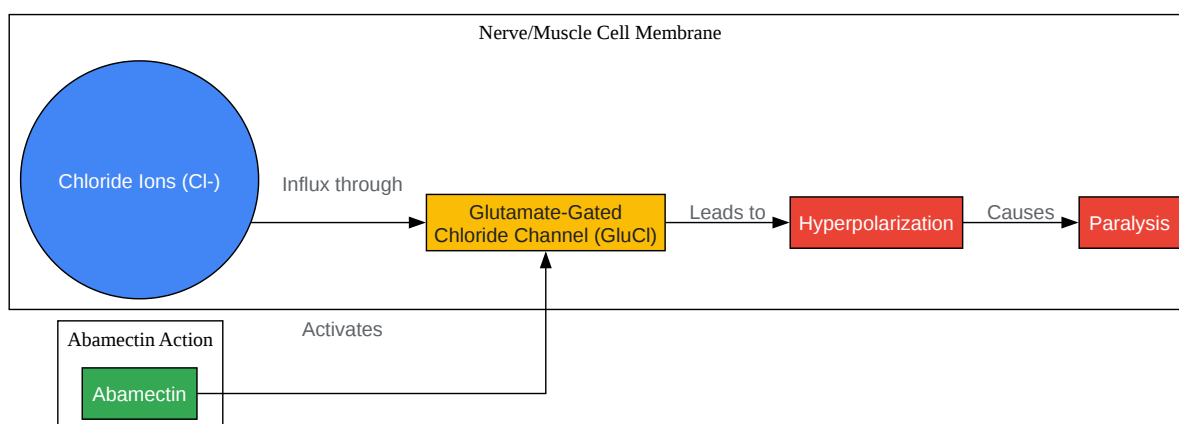 Nerve/Muscle Cell Membrane
Chloride Ions (Cl-)
Influx through
Glutamate-Gated
Chloride Channel (GluCl)
Leads to
Hyperpolarization
Causes
Paralysis
Activates
Abamectin Action
Abamectin